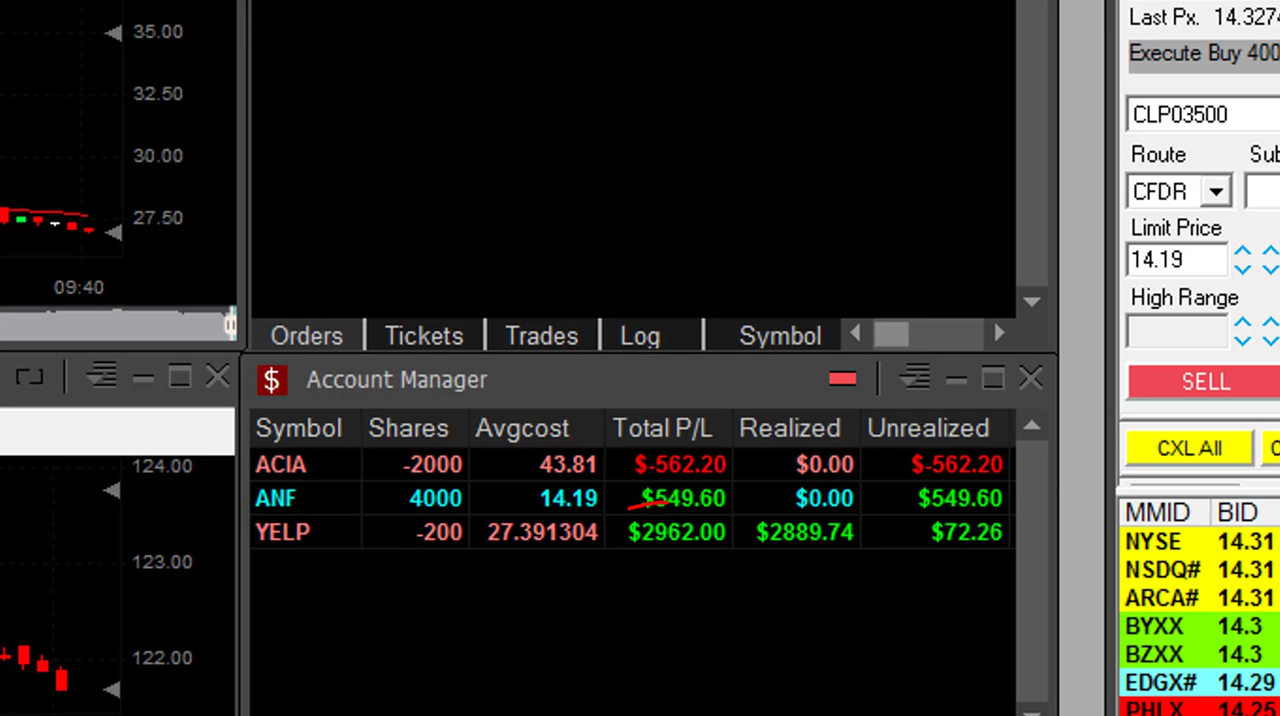 35.00
32.50
30.00
27.50
09:40
Orders Tickets Trades Log Symbol
$ Account Manager
Symbol Shares Avgcost Total P/L Realized Unrealized
ACIA -2000 43.81 $-562.20 $0.00 $-562.20
ANF 4000 14.19 $549.60 $0.00 $549.60
YELP -200 27.391304 $2962.00 $2889.74 $72.26
124.00
123.00
122.00
Last Px. 14.327
Execute Buy 400
CLP03500
Route
CFDR
Limit Price
14.19
High Range
SELL
CXL All
MMID BID
NYSE 14.31
NSDQ# 14.31
ARCA# 14.31
BYXX 14.3
BZXX 14.3
EDGX# 14.29
PHLX 14.25